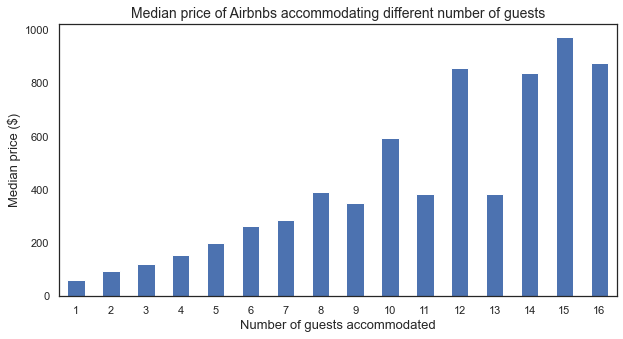 Median price of Airbnbs accommodating different number of guests
1000
800
600
400
200
0
Median price ($)
1 2 3 4 5 6 7 8 9 10 11 12 13 14 15 16
Number of guests accommodated